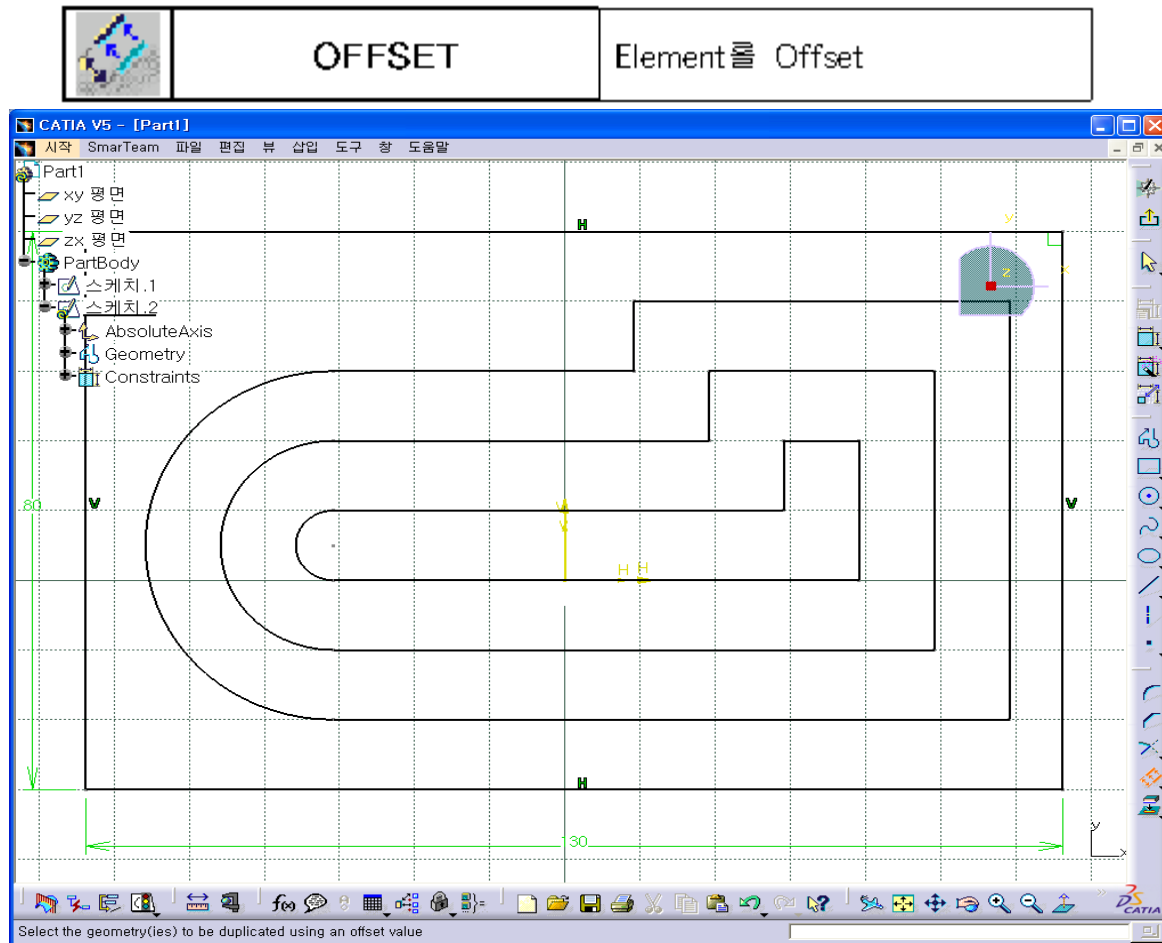 OFFSET
Element롤 Offset
CATIA V5 - [Part1]
시작 SmarTeam 파일 편집 뷰 삽입 도구 창 도움말
Part1
xy 평면
yz 평면
zx 평면
PartBody
스케치.1
스케치.2
AbsoluteAxis
Geometry
Constraints
H
y
x
z
80
V
V
V
H H
H
130
y
x
f(x)
CATIA
Select the geometry(ies) to be duplicated using an offset value